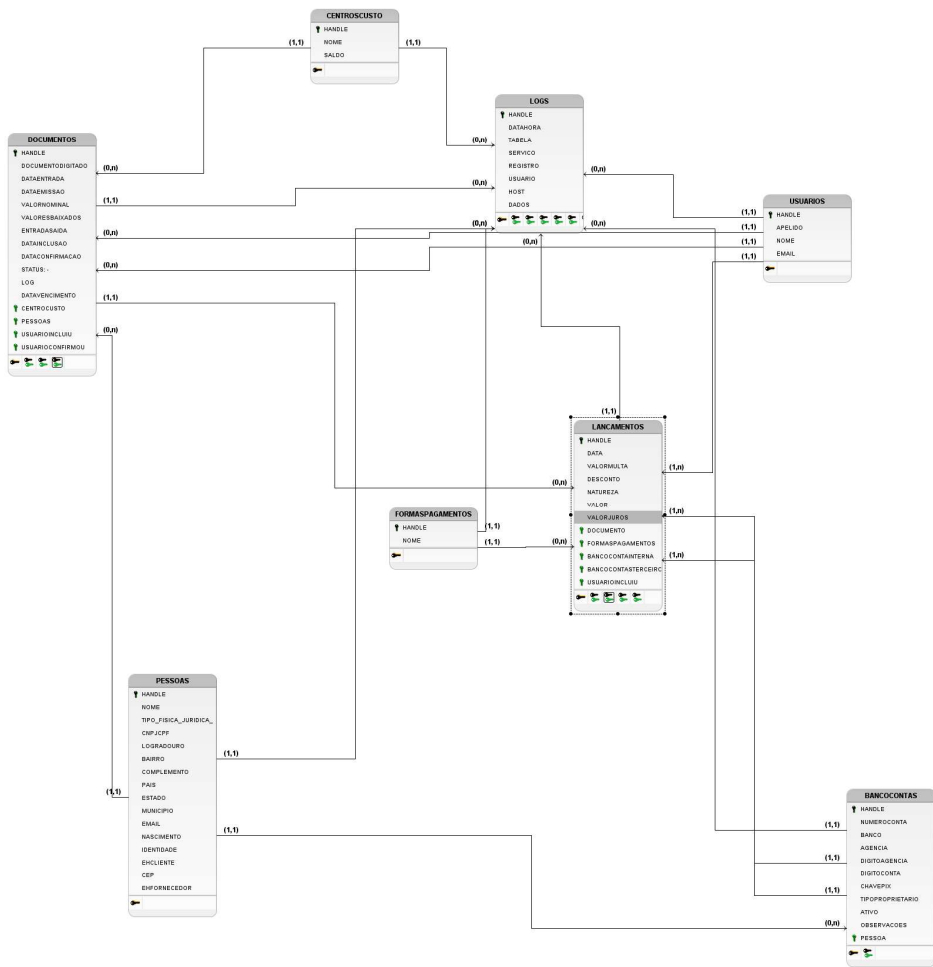 CENTROSCUSTO
HANDLE
NOME
SALDO
(1,1)
(1,1)
LOGS
HANDLE
DATAHORA
TABELA
SERVICO
REGISTRO
USUARIO
HOST
DADOS
(0,n)
(0,n)
(0,n)
(0,n)
(0,n)
DOCUMENTOS
HANDLE
DOCUMENTODIGITADO
DATAENTRADA
DATAEMISSAO
VALORNOMINAL
VALORESBAIXADOS
ENTRADASAIDA
DATAINCLUSAO
DATACONFIRMACAO
STATUS: -
LOG
DATAVENCIMENTO
CENTROCUSTO
PESSOAS
USUARIOINCLUIU
USUARIOCONFIRMOU
(0,n)
(1,1)
(0,n)
(0,n)
(1,1)
(0,n)
USUARIOS
HANDLE
APELIDO
NOME
EMAIL
(1,1)
(1,1)
(1,1)
(1,1)
(1,1)
LANCAMENTOS
HANDLE
DATA
VALORMULTA
DESCONTO
NATUREZA
VALOR
VALORJUROS
DOCUMENTO
FORMASPAGAMENTOS
BANCOCONTAINTERNA
BANCOCONTASTERCEIRC
USUARIOINCLUIU
(1,n)
(0,n)
(1,n)
(0,n)
(1,n)
FORMASPAGAMENTOS
HANDLE
NOME
(1,1)
(1,1)
PESSOAS
HANDLE
NOME
TIPO_FISICA_JURIDICA_
CNPJCPF
LOGRADOURO
BAIRRO
COMPLEMENTO
PAIS
ESTADO
MUNICIPIO
EMAIL
NASCIMENTO
IDENTIDADE
EHCLIENTE
CEP
EHFORNECEDOR
(1,1)
(1,1)
(1,1)
BANCOCONTAS
HANDLE
NUMEROCONTA
BANCO
AGENCIA
DIGITOAGENCIA
DIGITOCONTA
CHAVEPIX
TIPOPROPRIETARIO
ATIVO
OBSERVACOES
PESSOA
(1,1)
(1,1)
(1,1)
(0,n)